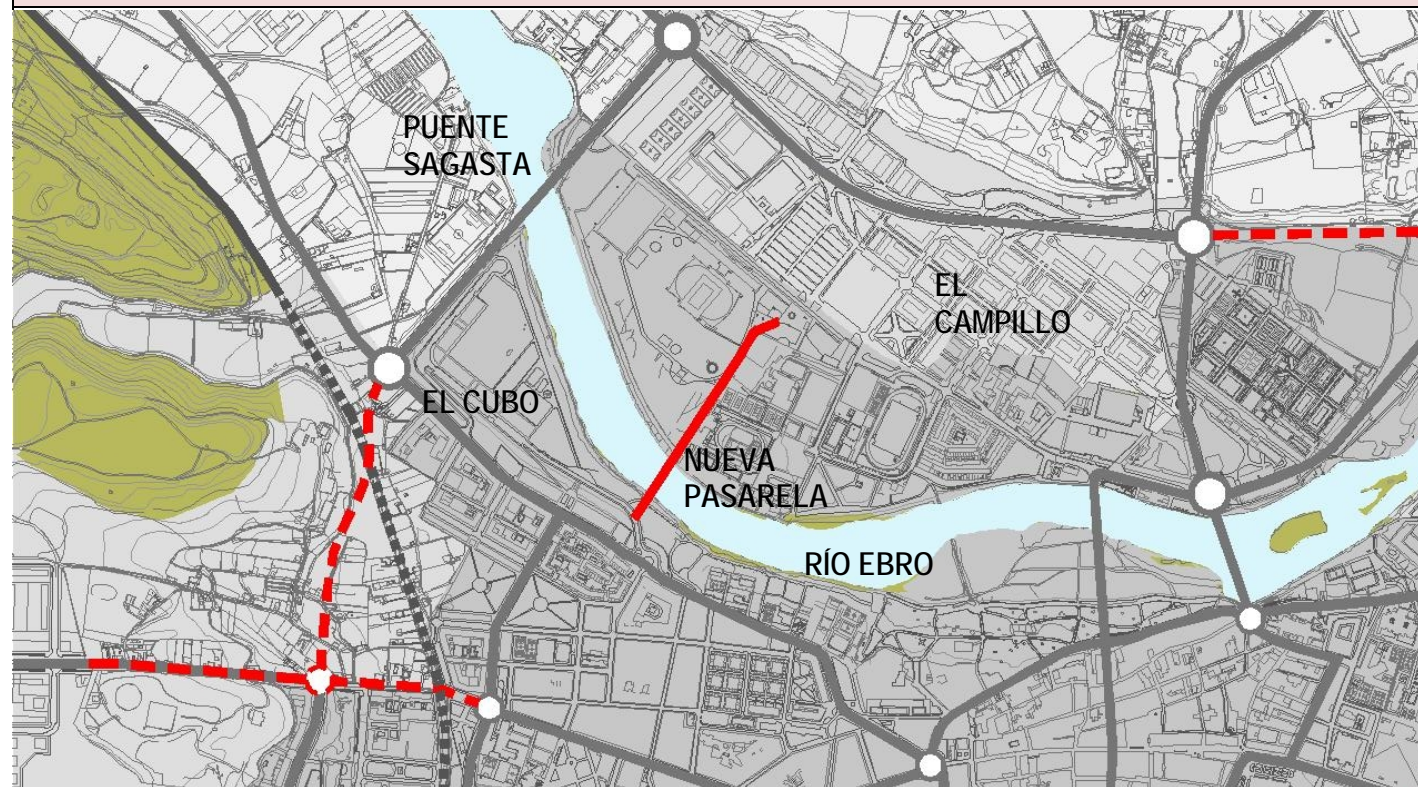 PUENTE
SAGASTA
EL
CAMPILLO
EL CUBO
NUEVA
PASARELA
RÍO EBRO